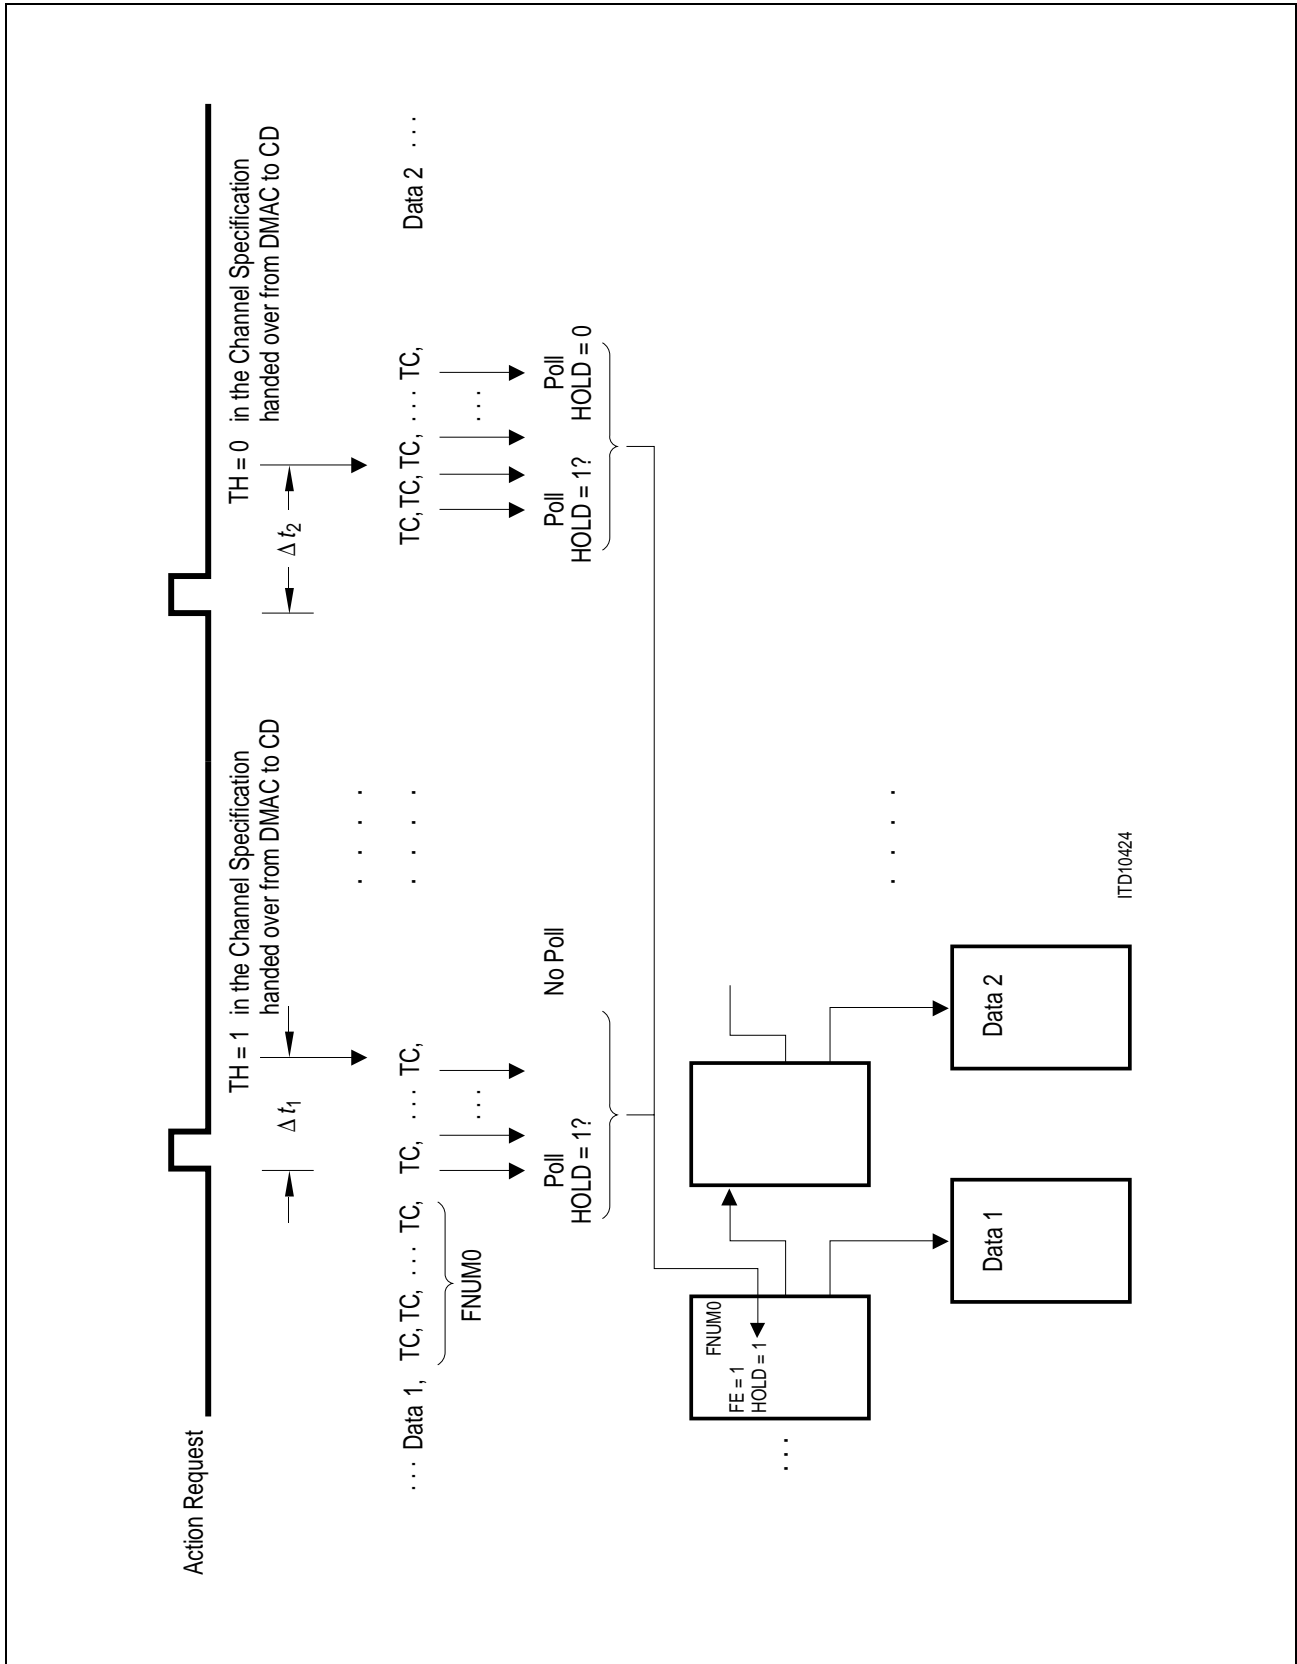 Action Request
TH = 1 in the Channel Specification
handed over from DMAC to CD
TH = 0 in the Channel Specification
handed over from DMAC to CD
Δ t1
Δ t2
. . . .
. . . . Data 1, TC, TC, . . . TC, TC, . . . . TC, . . . . TC, TC, TC, . . . TC, Data 2 . . .
FNUM0
. . . . . .
Poll
HOLD = 1?
No Poll
Poll
HOLD = 1?
Poll
HOLD = 0
FNUM0
FE = 1
HOLD = 1
. . .
. . . .
Data 1
Data 2
ITD10424